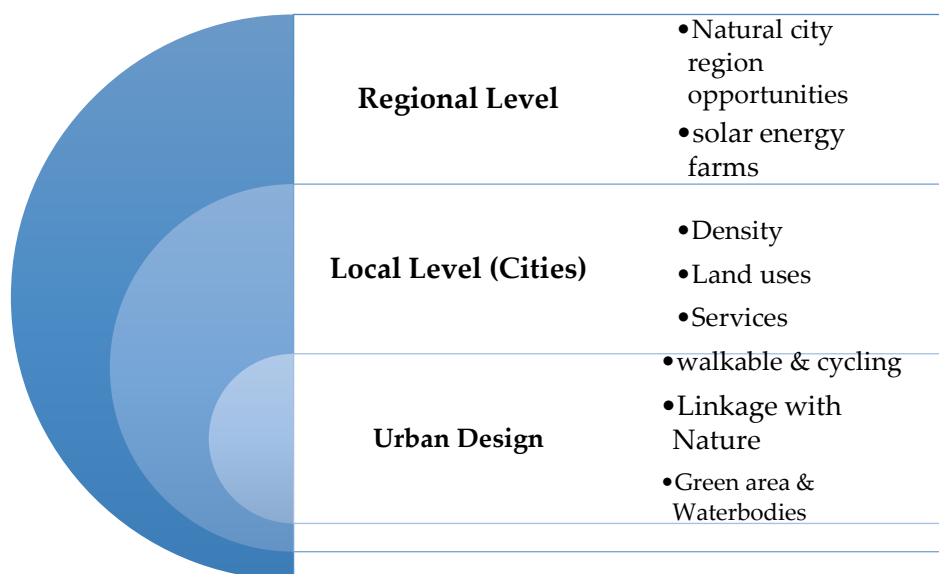 Regional Level
•Natural city
region
opportunities
•solar energy
farms
Local Level (Cities)
•Density
•Land uses
•Services
Urban Design
•walkable & cycling
•Linkage with
Nature
•Green area &
Waterbodies